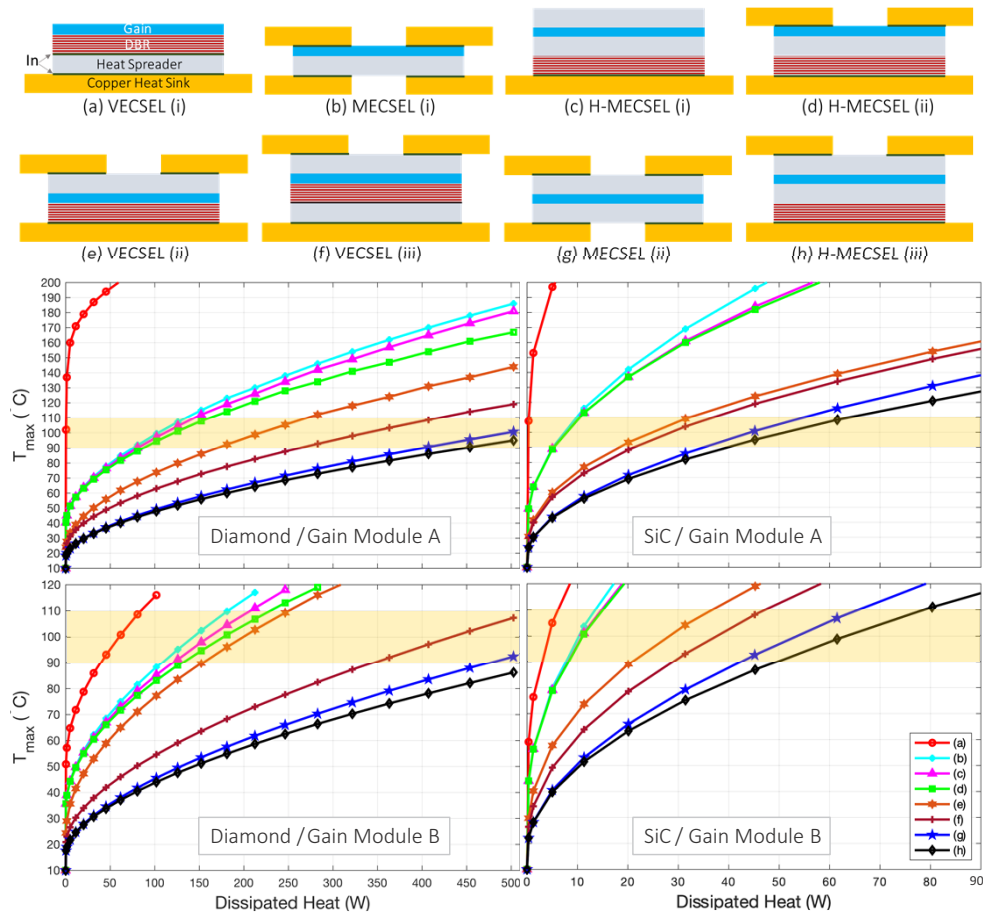 Gain
DBR
In
Heat Spreader
Copper Heat Sink
(a) VECSEL (i)
(b) MECSEL (i)
(c) H-MECSEL (i)
(d) H-MECSEL (ii)
(e) VECSEL (ii)
(f) VECSEL (iii)
(g) MECSEL (ii)
(h) H-MECSEL (iii)
T_max (°C)
200
190
180
170
160
150
140
130
120
110
100
90
80
70
60
50
40
30
20
10
Diamond / Gain Module A
SiC / Gain Module A
T_max (°C)
120
110
100
90
80
70
60
50
40
30
20
10
Diamond / Gain Module B
SiC / Gain Module B
(a)
(b)
(c)
(d)
(e)
(f)
(g)
(h)
0 50 100 150 200 250 300 350 400 450 500
0 10 20 30 40 50 60 70 80 90
Dissipated Heat (W)
Dissipated Heat (W)